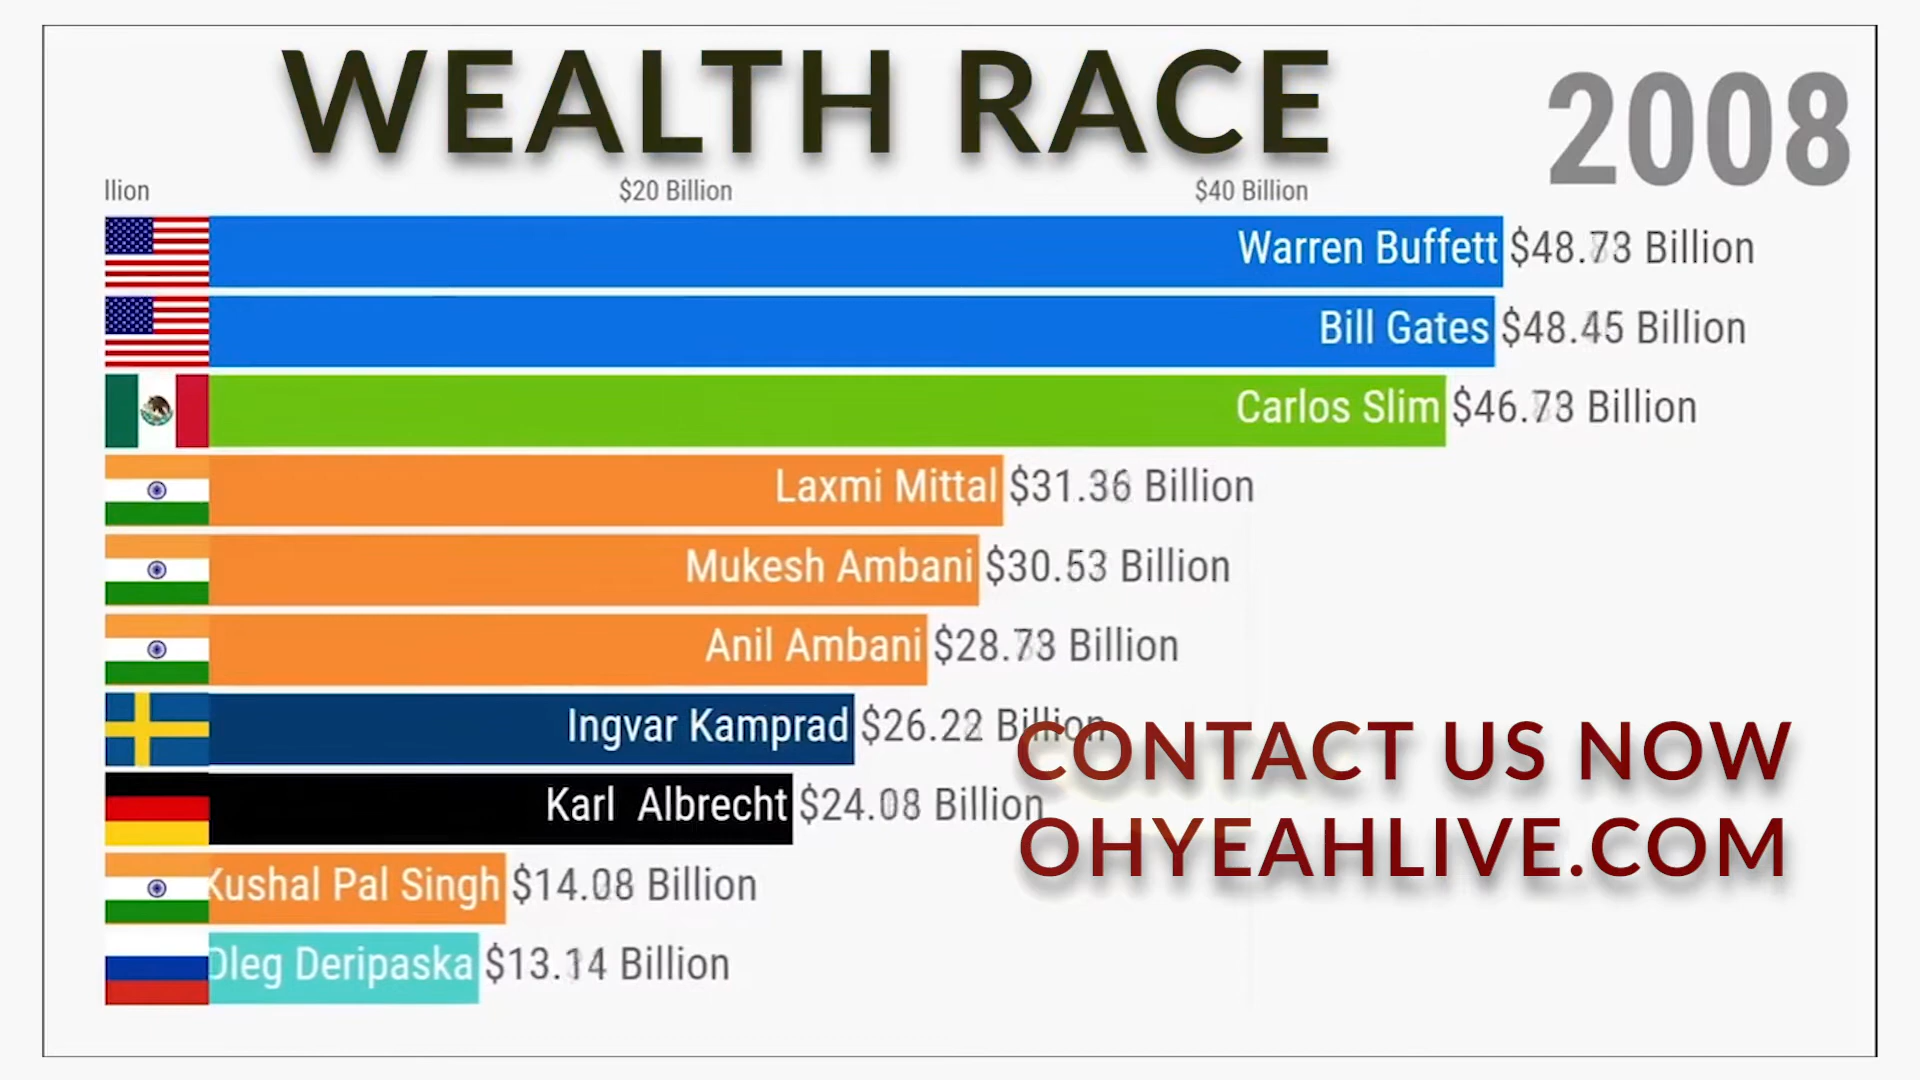 WEALTH RACE
2008
llion $20 Billion $40 Billion
Warren Buffett $48.73 Billion
Bill Gates $48.45 Billion
Carlos Slim $46.73 Billion
Laxmi Mittal $31.36 Billion
Mukesh Ambani $30.53 Billion
Anil Ambani $28.73 Billion
Ingvar Kamprad $26.22 Billion
Karl Albrecht $24.08 Billion
Kushal Pal Singh $14.08 Billion
Oleg Deripaska $13.14 Billion
CONTACT US NOW
OHYEAHLIVE.COM